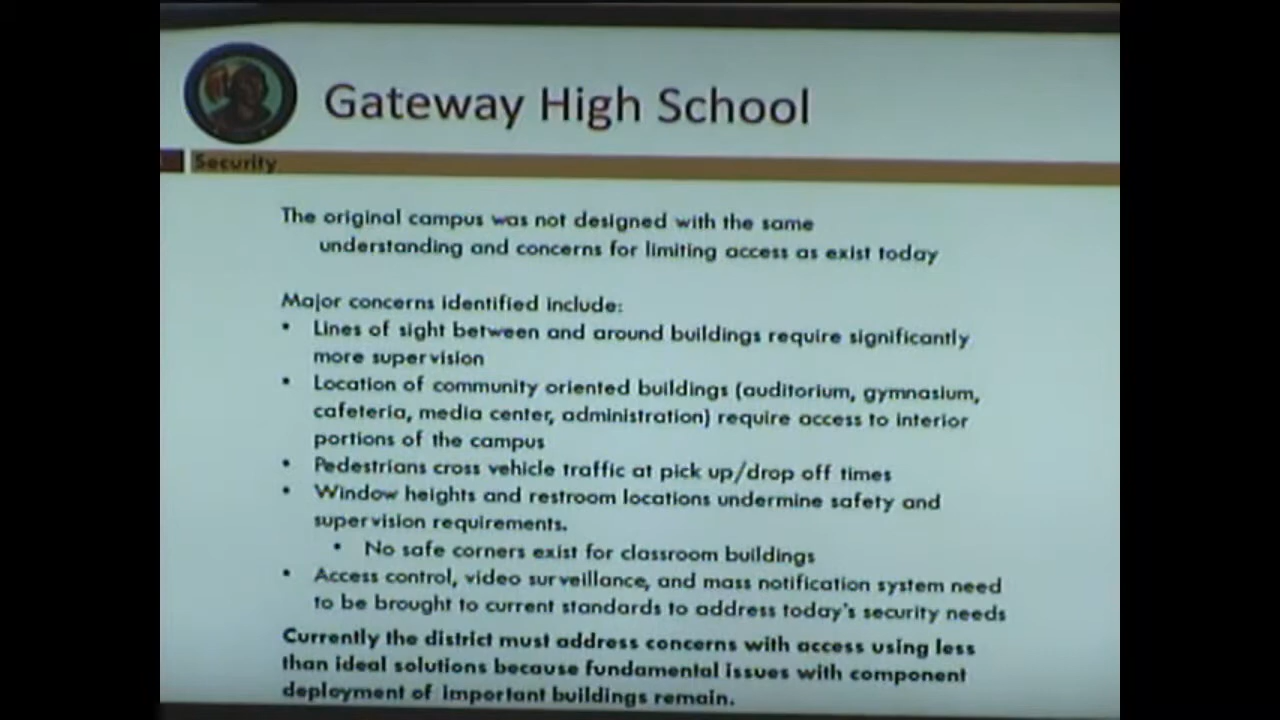 Gateway High School
Security
The original campus was not designed with the same
understanding and concerns for limiting access as exist today
Major concerns identified include:
• Lines of sight between and around buildings require significantly
more supervision
• Location of community oriented buildings (auditorium, gymnasium,
cafeteria, media center, administration) require access to interior
portions of the campus
• Pedestrians cross vehicle traffic at pick up/drop off times
• Window heights and restroom locations undermine safety and
supervision requirements.
• No safe corners exist for classroom buildings
• Access control, video surveillance, and mass notification system need
to be brought to current standards to address today's security needs
Currently the district must address concerns with access using less
than ideal solutions because fundamental issues with component
deployment of important buildings remain.